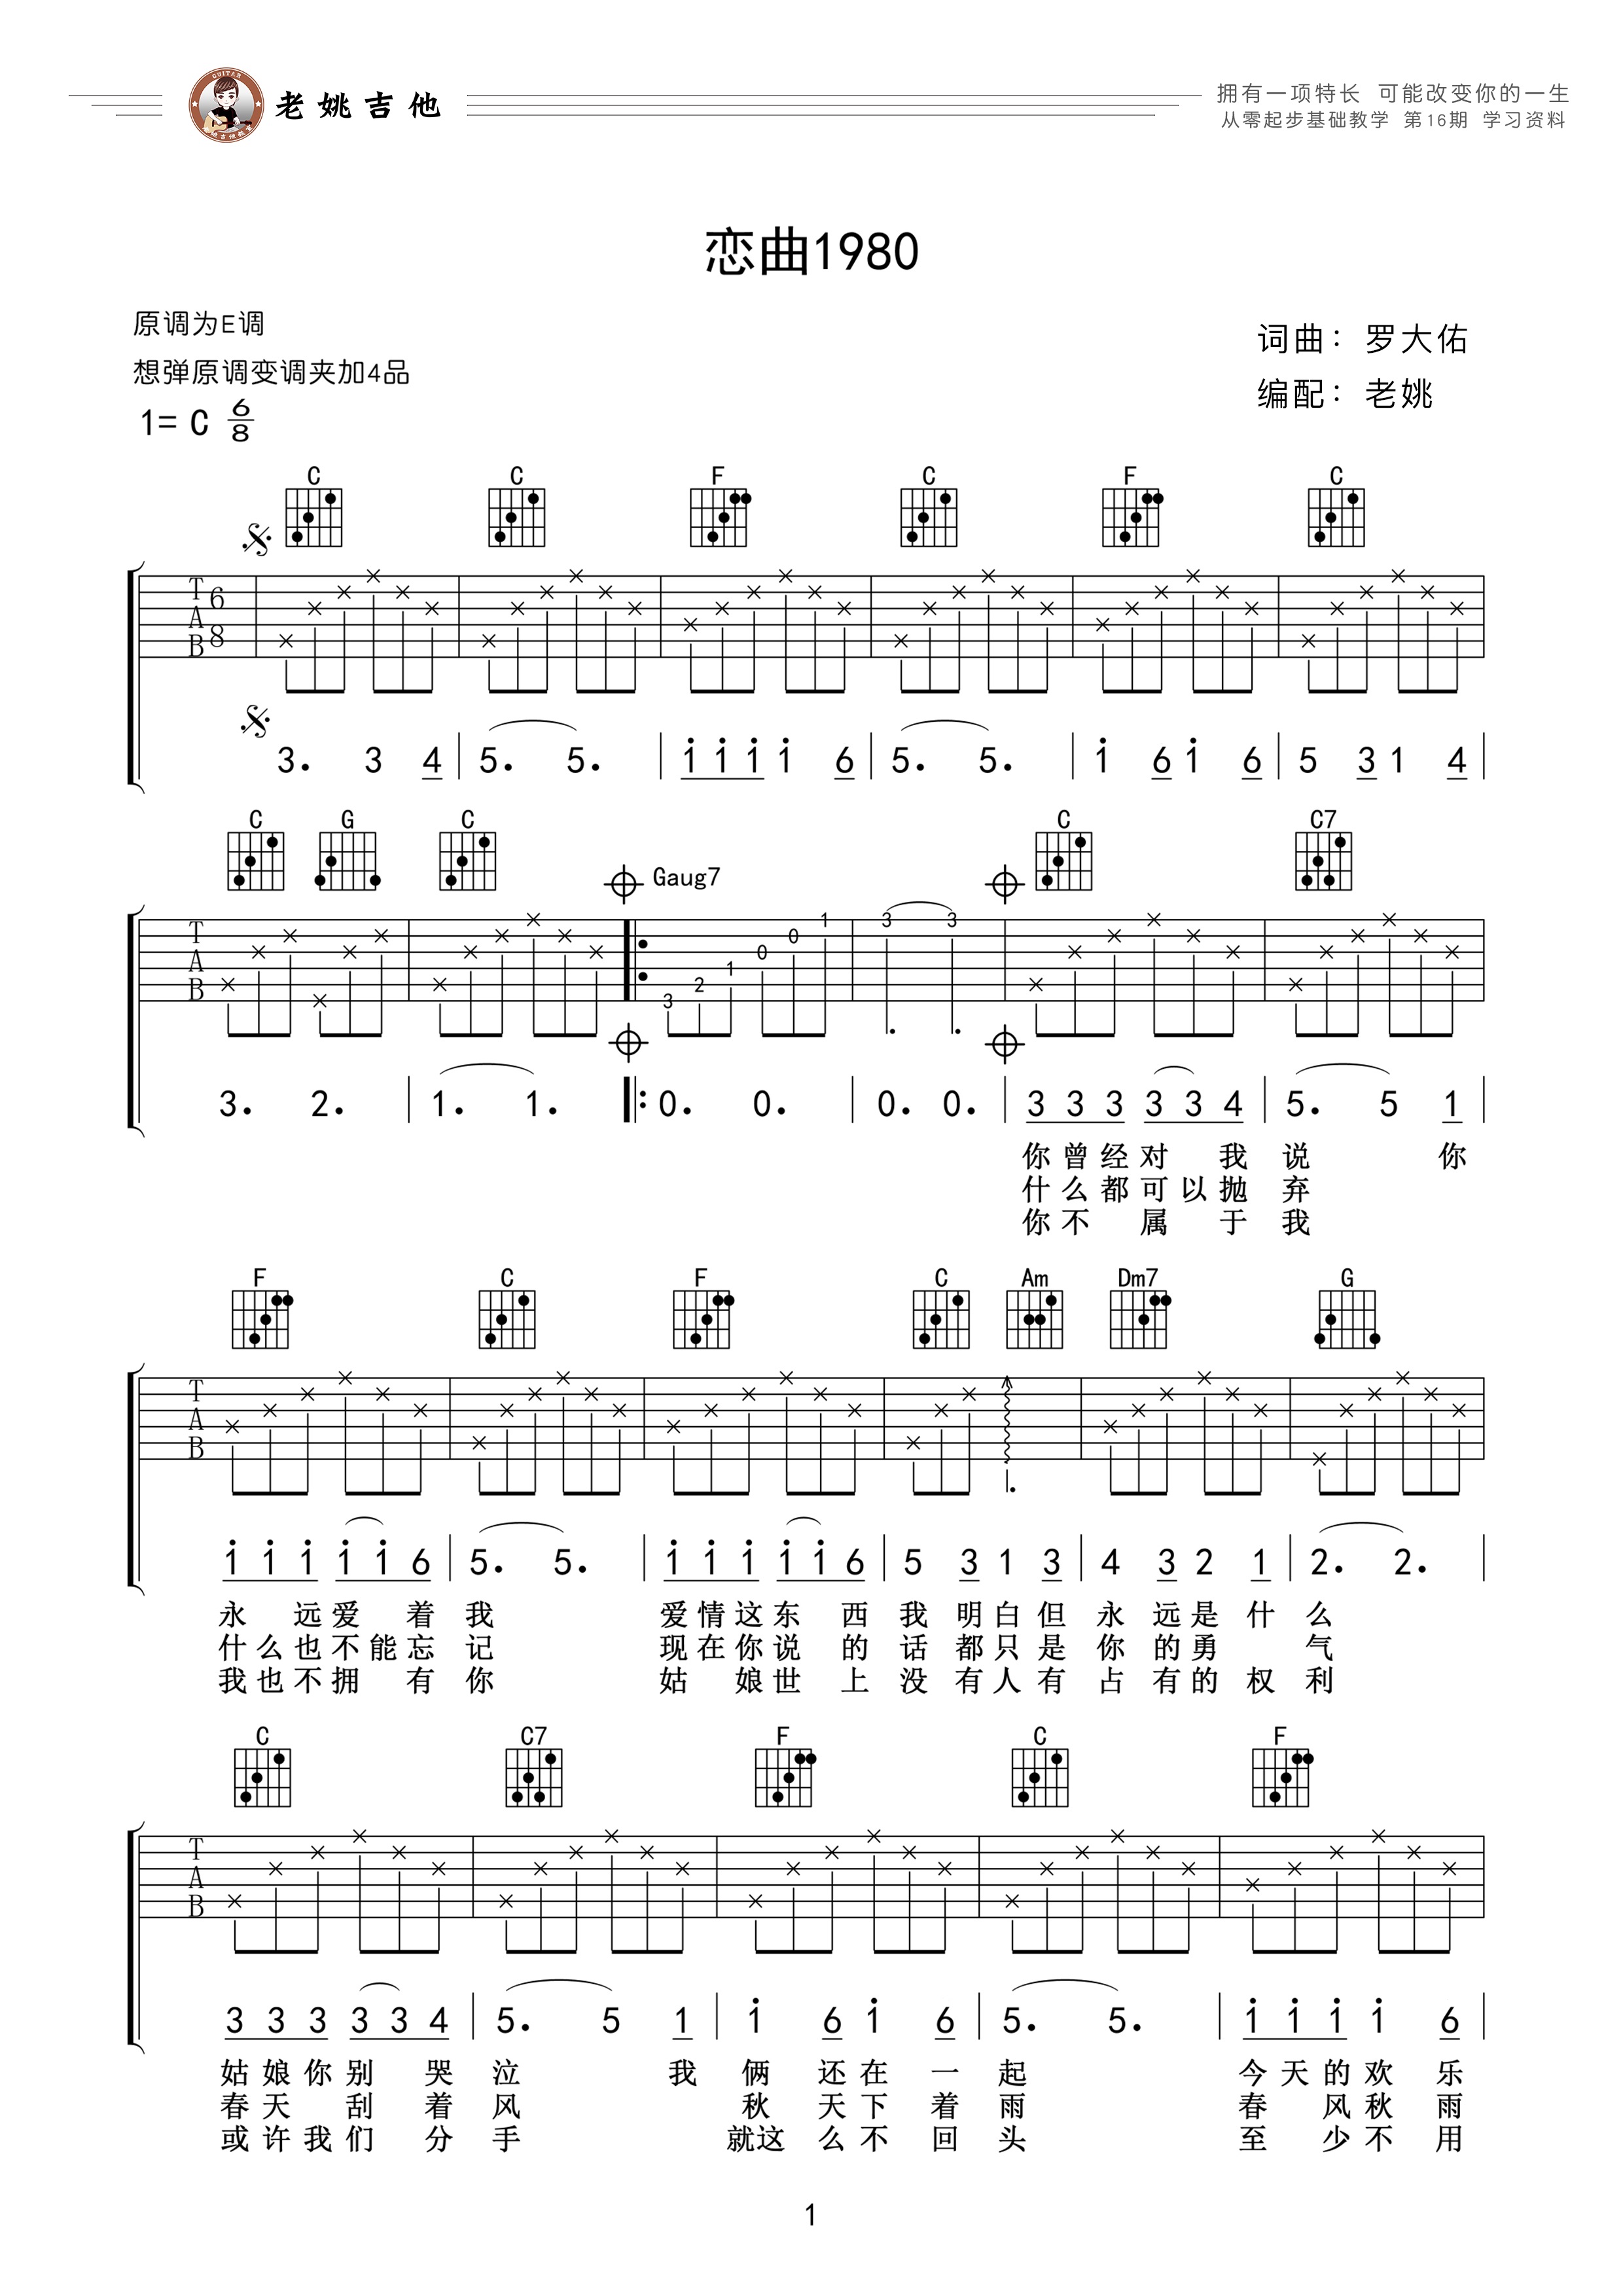 GUITAR
老姚吉他教室
老姚吉他
拥有一项特长 可能改变你的一生
从零起步基础教学 第16期 学习资料
恋曲1980
原调为E调
想弹原调变调夹加4品
词曲：罗大佑
编配：老姚
1= C 6/8
C C F C F C
T A B 6 8
3. 3 4 | 5. 5. | i i i i 6 | 5. 5. | i 6 i 6 | 5 3 1 4 |
C G C Gaug7 C C7
T A B 3 2 1 0 0 1 3 3
3. 2. | 1. 1. |: 0. 0. | 0. 0. | 3 3 3 3 3 4 | 5. 5 1 |
你曾经对 我 说 你
什么都可以抛 弃
你不 属 于 我
F C F C Am Dm7 G
T A B
i i i i i 6 | 5. 5. | i i i i i 6 | 5 3 1 3 | 4 3 2 1 | 2. 2. |
永 远爱 着 我 爱情这东 西 我 明白但 永 远是 什 么
什么也不能忘 记 现在你说 的 话 都只是 你 的勇 气
我也不拥 有 你 姑 娘世 上 没 有人有 占 有的 权 利
C C7 F C F
T A B
3 3 3 3 3 4 | 5. 5 1 | i 6 i 6 | 5. 5. | i i i i 6 |
姑娘你别 哭 泣 我 俩 还在 一 起 今天的欢 乐
春天 刮 着 风 秋 天下 着 雨 春 风秋 雨
或许我们 分 手 就这 么不 回 头 至 少不 用
1